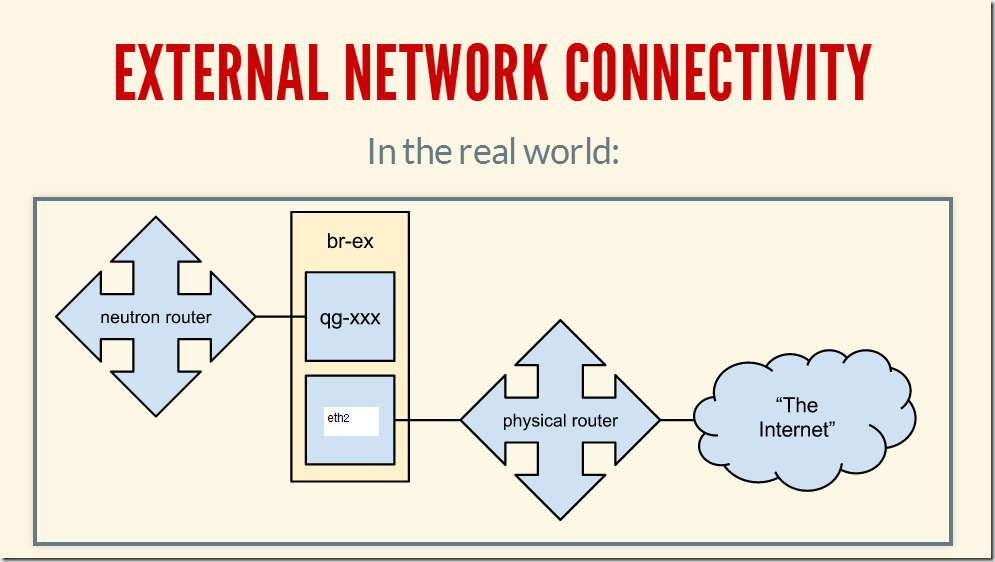 EXTERNAL NETWORK CONNECTIVITY
In the real world:
br-ex
neutron router
qg-xxx
eth2
physical router
“The
Internet”